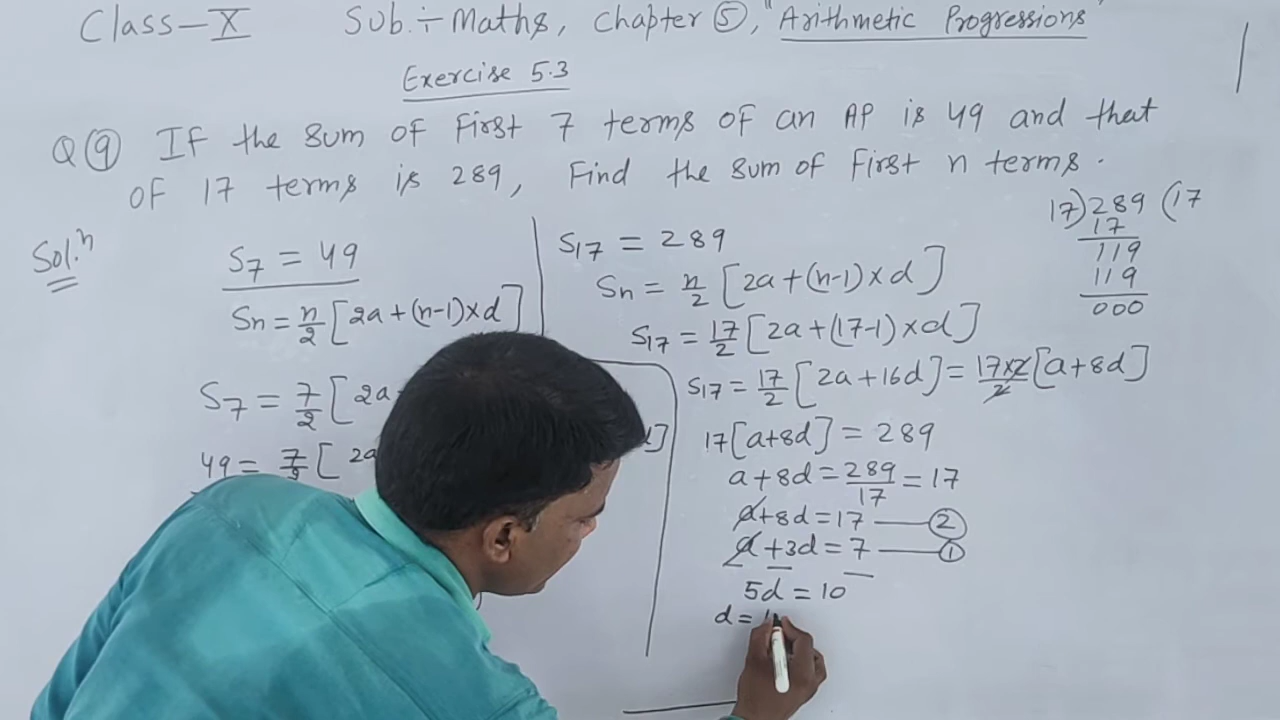 Class-X Sub.÷Maths, Chapter ⑤, "Arithmetic Progressions"
Exercise 5.3
Q⑨ If the sum of First 7 terms of an AP is 49 and that
of 17 terms is 289, Find the sum of First n terms.
Sol.ⁿ
S7 = 49
Sn = n/2 [2a+(n-1)×d]
S7 = 7/2 [2a
49 = 7/2 [2a
d]
S17 = 289
Sn = n/2 [2a+(n-1)×d]
S17 = 17/2 [2a+(17-1)×d]
S17 = 17/2 [2a+16d] = 17×2/2 [a+8d]
17[a+8d] = 289
a+8d = 289/17 = 17
a+8d = 17 — ②
a+3d = 7 — ①
5d = 10
d = 1
17)289(17
17
119
119
000